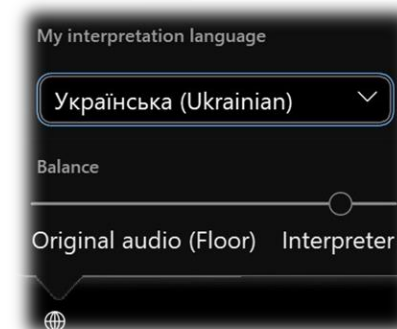 My interpretation language
Українська (Ukrainian)
Balance
Original audio (Floor) Interpreter